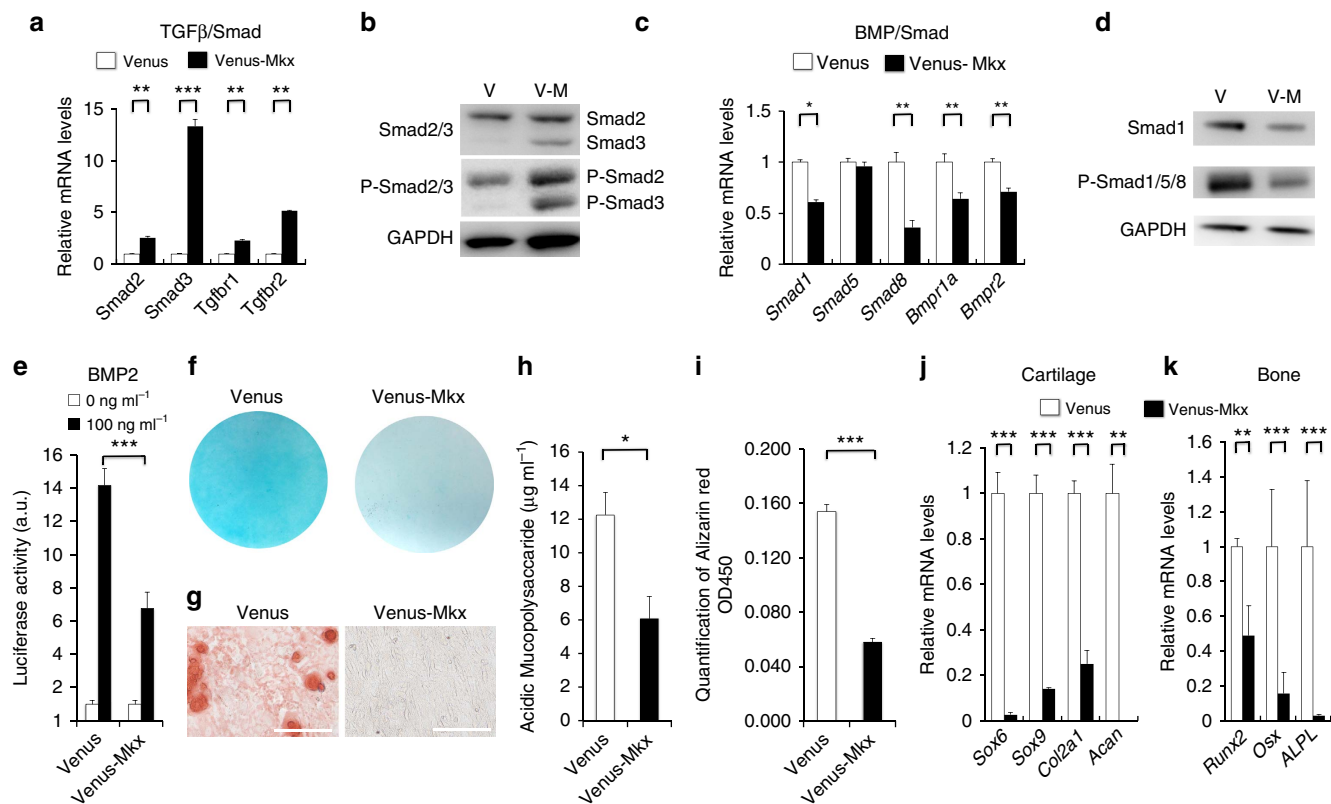 a
TGFβ/Smad
Venus
Venus-Mkx
** *** ** **
Relative mRNA levels
15
10
5
0
Smad2
Smad3
Tgfbr1
Tgfbr2
b
V V-M
Smad2/3
Smad2
Smad3
P-Smad2/3
P-Smad2
P-Smad3
GAPDH
c
BMP/Smad
Venus
Venus- Mkx
* ** ** **
Relative mRNA levels
1.5
1
0.5
0
Smad1
Smad5
Smad8
Bmpr1a
Bmpr2
d
V V-M
Smad1
P-Smad1/5/8
GAPDH
e
BMP2
0 ng ml⁻¹
100 ng ml⁻¹
***
Luciferase activity (a.u.)
16
14
12
10
8
6
4
2
1
Venus
Venus-Mkx
f
Venus
Venus-Mkx
g
Venus
Venus-Mkx
h
*
Acidic Mucopolysaccaride (μg ml⁻¹)
16
14
12
10
8
6
4
2
0
Venus
Venus-Mkx
i
***
Quantification of Alizarin red
OD450
0.200
0.160
0.120
0.080
0.040
0.000
Venus
Venus-Mkx
j
Cartilage
Venus
Venus-Mkx
*** *** *** **
Relative mRNA levels
1.2
1
0.8
0.6
0.4
0.2
0
Sox6
Sox9
Col2a1
Acan
k
Bone
** *** ***
Relative mRNA levels
1.6
1.4
1.2
1.0
0.8
0.6
0.4
0.2
0
Runx2
Osx
ALPL